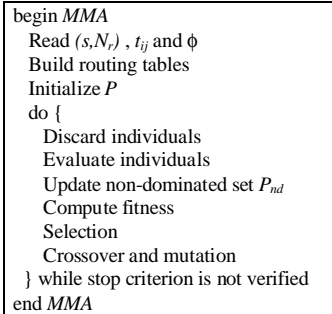 begin MMA
Read (s,Nr) , tij and ϕ
Build routing tables
Initialize P
do {
Discard individuals
Evaluate individuals
Update non-dominated set Pnd
Compute fitness
Selection
Crossover and mutation
} while stop criterion is not verified
end MMA